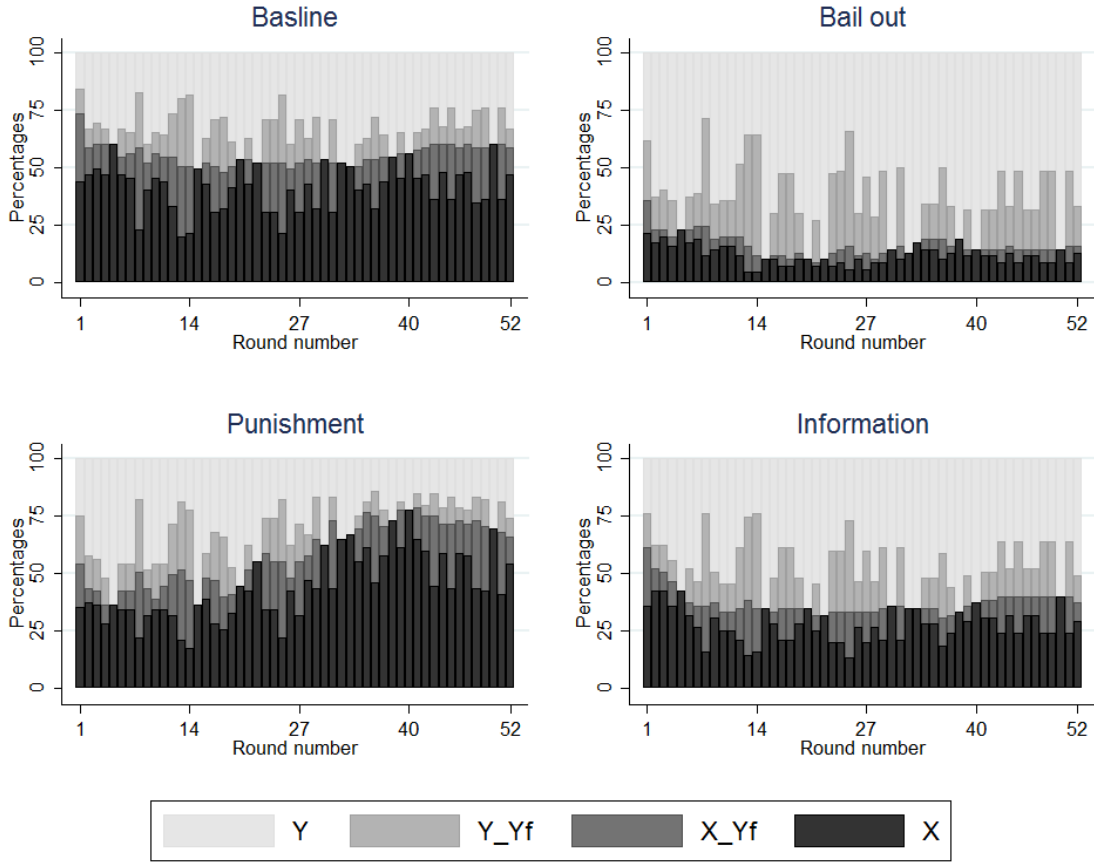 Basline
Bail out
Percentages
0 25 50 75 100
1 14 27 40 52
Round number
Percentages
0 25 50 75 100
1 14 27 40 52
Round number
Punishment
Information
Percentages
0 25 50 75 100
1 14 27 40 52
Round number
Percentages
0 25 50 75 100
1 14 27 40 52
Round number
Y Y_Yf X_Yf X